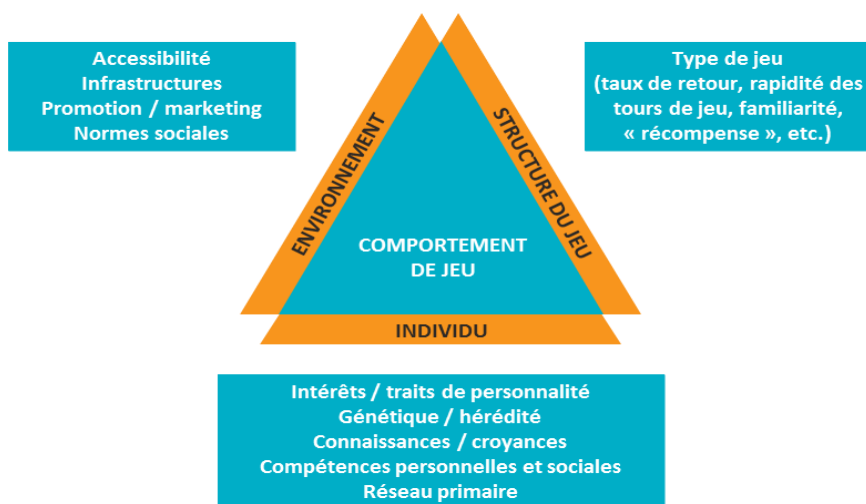 Accessibilité
Infrastructures
Promotion / marketing
Normes sociales
Type de jeu
(taux de retour, rapidité des
tours de jeu, familiarité,
« récompense », etc.)
ENVIRONNEMENT
STRUCTURE DU JEU
COMPORTEMENT
DE JEU
INDIVIDU
Intérêts / traits de personnalité
Génétique / hérédité
Connaissances / croyances
Compétences personnelles et sociales
Réseau primaire